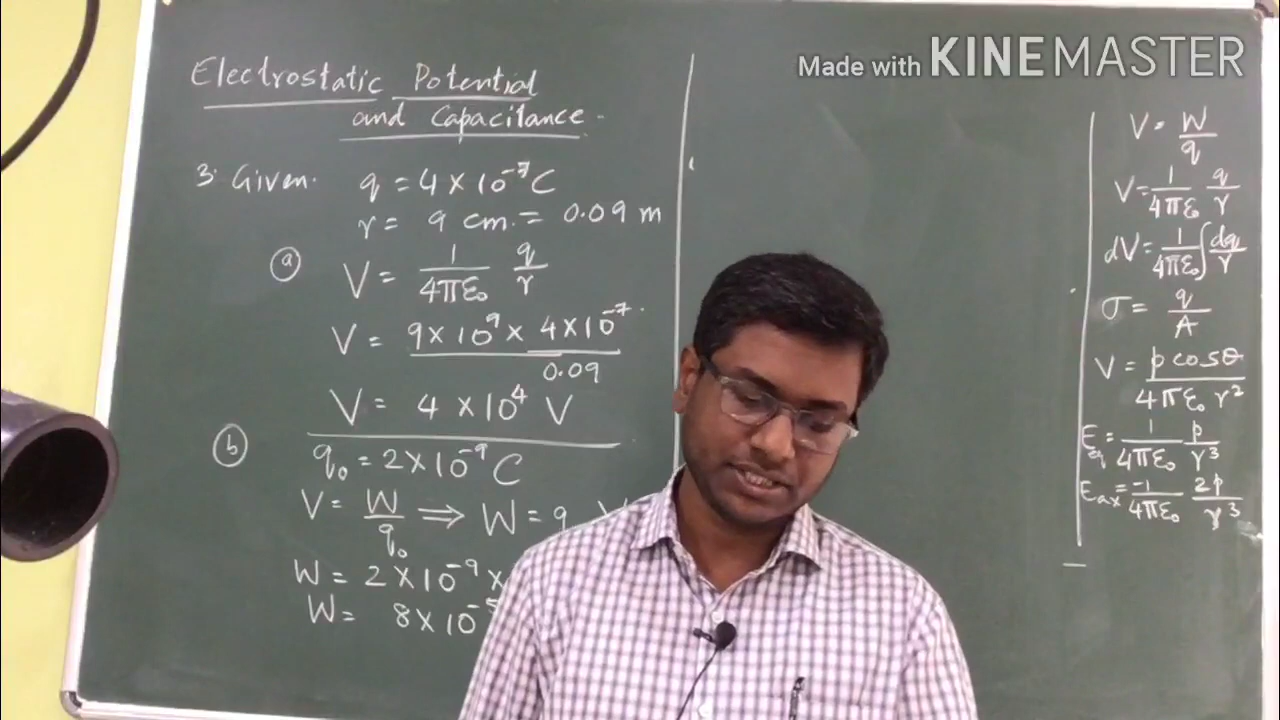 Made with KINEMASTER
Electrostatic Potential
and Capacitance
3. Given. q = 4 × 10⁻⁷ C
r = 9 cm. = 0.09 m
(a) V = 1/4πε₀ q/r
V = 9 × 10⁹ × 4 × 10⁻⁷ / 0.09
V = 4 × 10⁴ V
(b) q₀ = 2 × 10⁻⁹ C
V = W/q₀ ⇒ W = q
W = 2 × 10⁻⁹ ×
W = 8 × 10
V = W/q
V = 1/4πε₀ q/r
dV = 1/4πε₀ ∫ dq/r
σ = q/A
V = p cosθ / 4πε₀ r²
E_Eq = 1/4πε₀ p/r³
E_ax = -1/4πε₀ 2p/r³